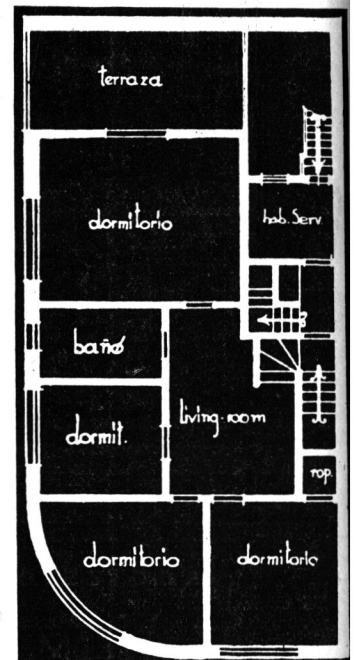 terraza
dormitorio
hab. Serv.
baño
living-room
dormit.
rop.
dormitorio
dormitorio